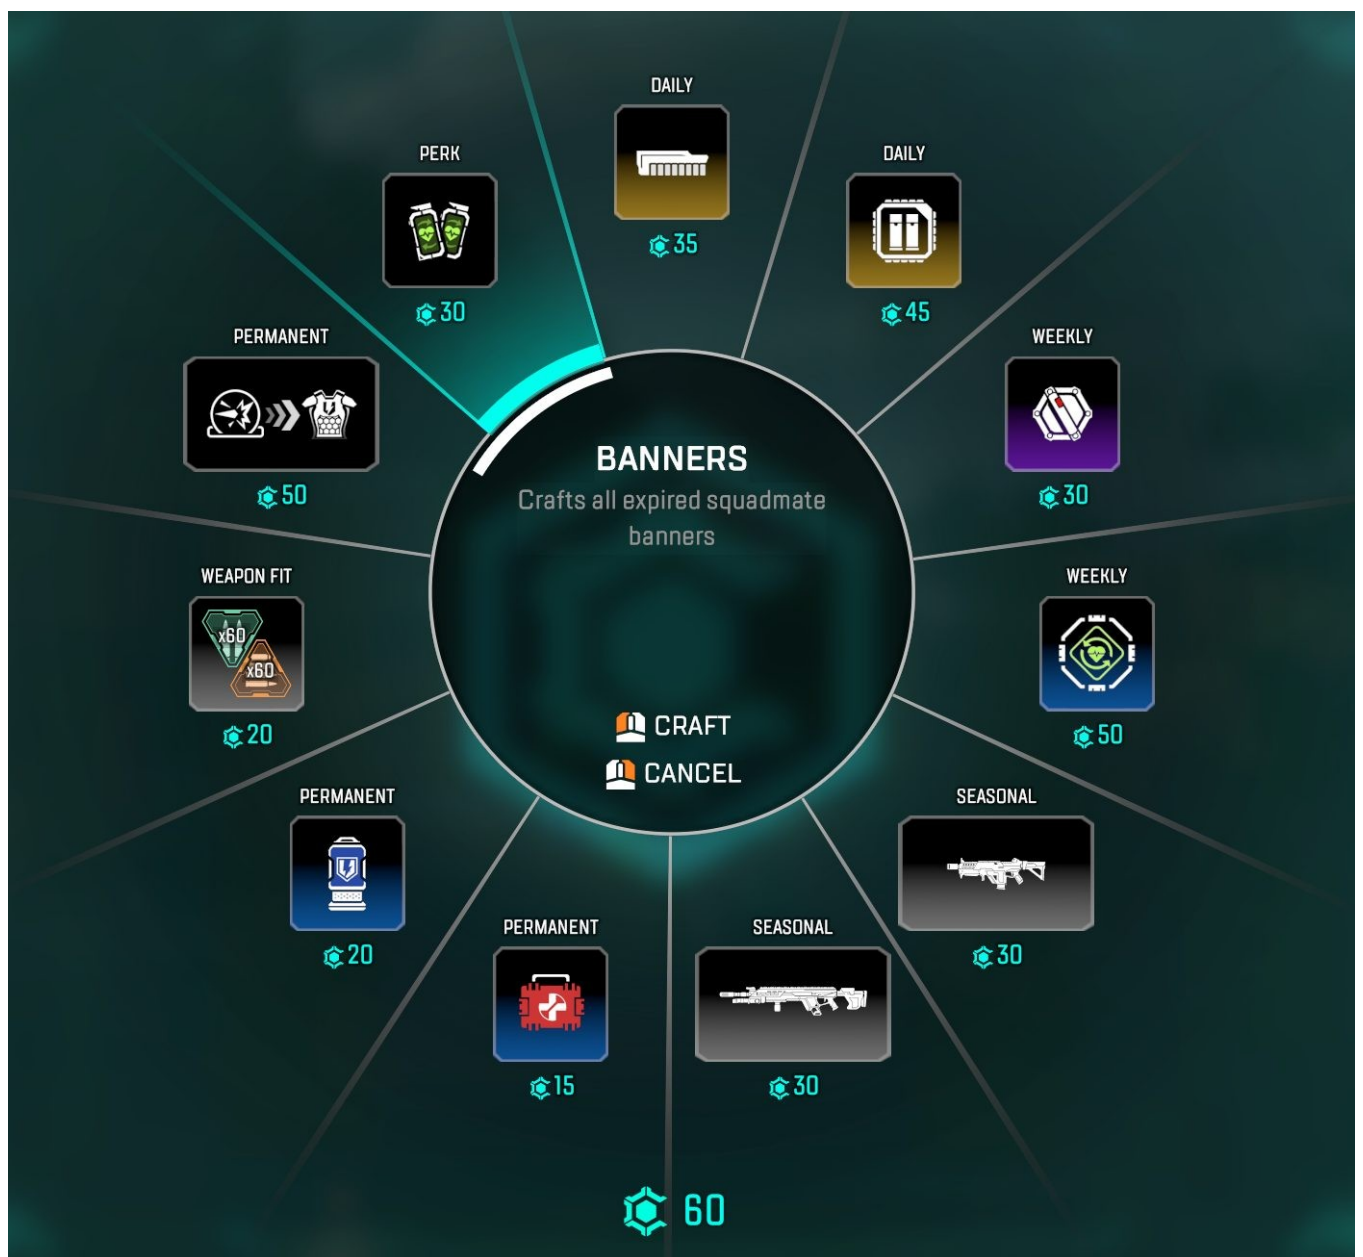 DAILY
35
DAILY
45
WEEKLY
30
WEEKLY
50
SEASONAL
30
SEASONAL
30
PERMANENT
15
PERMANENT
20
WEAPON FIT
x60
x60
20
PERMANENT
50
PERK
30
BANNERS
Crafts all expired squadmate
banners
CRAFT
CANCEL
60